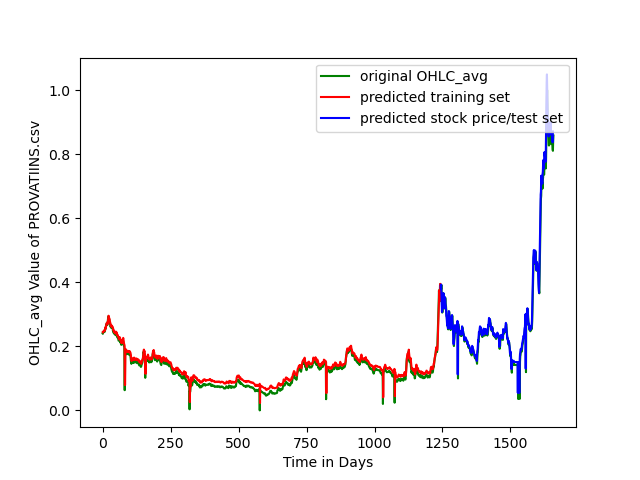 original OHLC_avg
predicted training set
predicted stock price/test set
OHLC_avg Value of PROVATIINS.csv
1.0
0.8
0.6
0.4
0.2
0.0
0 250 500 750 1000 1250 1500
Time in Days